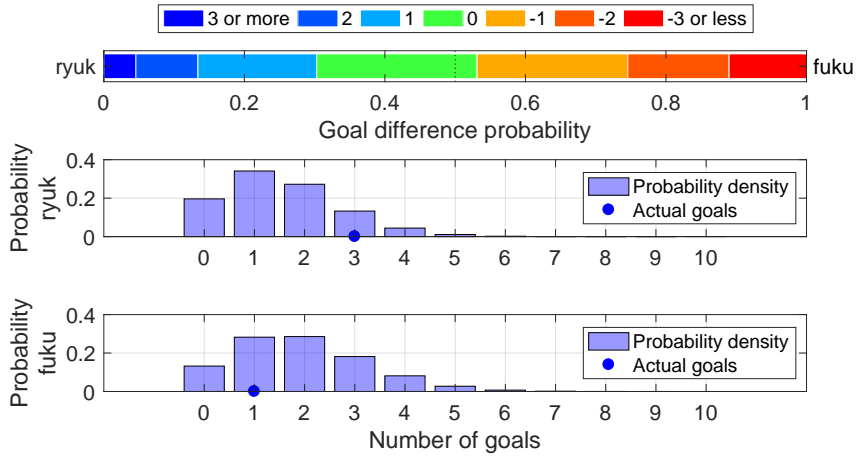 3 or more 2 1 0 -1 -2 -3 or less
ryuk fuku
0 0.2 0.4 0.6 0.8 1
Goal difference probability
Probability
ryuk
0.4
0.2
0
Probability density
Actual goals
0 1 2 3 4 5 6 7 8 9 10
Probability
fuku
0.4
0.2
0
Probability density
Actual goals
0 1 2 3 4 5 6 7 8 9 10
Number of goals